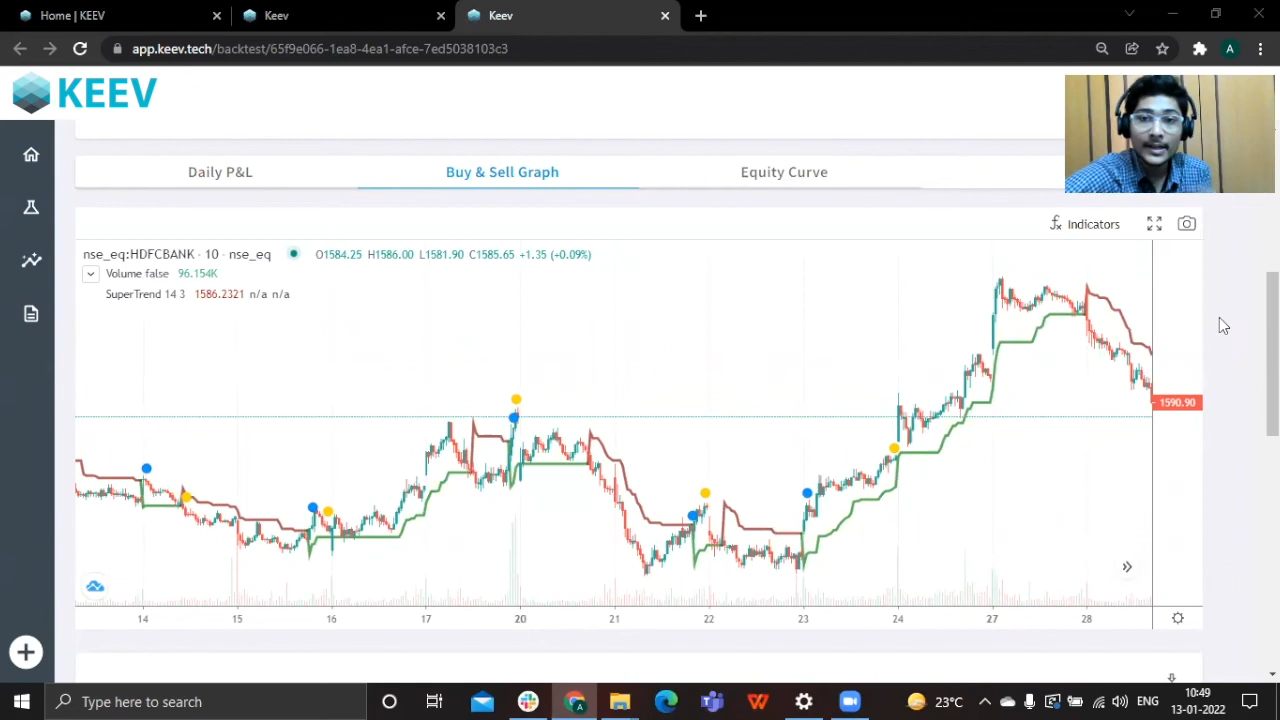 Home | KEEV
Keev
Keev
app.keev.tech/backtest/65f9e066-1ea8-4ea1-afce-7ed5038103c3
A
KEEV
Daily P&L
Buy & Sell Graph
Equity Curve
Indicators
nse_eq:HDFCBANK · 10 · nse_eq
O1584.25 H1586.00 L1581.90 C1585.65 +1.35 (+0.09%)
Volume false 96.154K
SuperTrend 14 3 1586.2321 n/a n/a
1590.90
14 15 16 17 20 21 22 23 24 27 28
Type here to search
23°C
ENG
10:49
13-01-2022